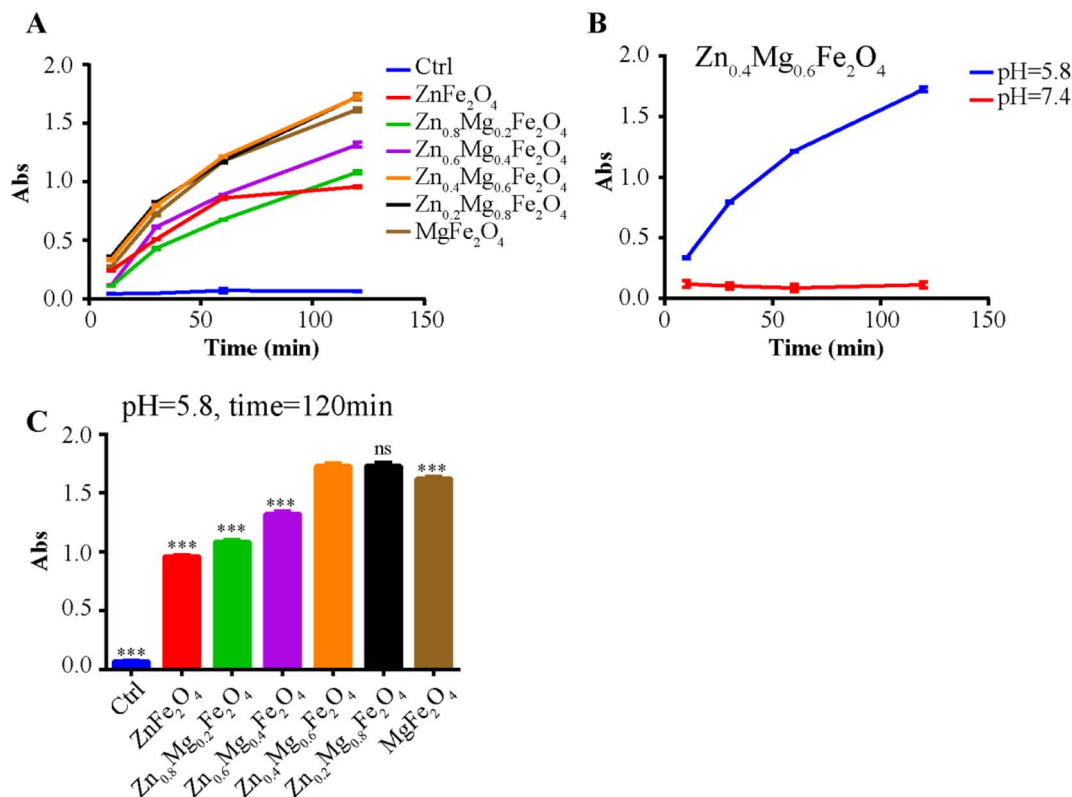 A
2.0
1.5
1.0
0.5
0.0
Abs
0
50
100
150
Time (min)
Ctrl
ZnFe₂O₄
Zn₀.₈Mg₀.₂Fe₂O₄
Zn₀.₆Mg₀.₄Fe₂O₄
Zn₀.₄Mg₀.₆Fe₂O₄
Zn₀.₂Mg₀.₈Fe₂O₄
MgFe₂O₄
B
Zn₀.₄Mg₀.₆Fe₂O₄
2.0
1.5
1.0
0.5
0.0
Abs
0
50
100
150
Time (min)
pH=5.8
pH=7.4
C
pH=5.8, time=120min
2.0
1.5
1.0
0.5
0.0
Abs
***
***
***
***
ns
***
Ctrl
ZnFe₂O₄
Zn₀.₈Mg₀.₂Fe₂O₄
Zn₀.₆Mg₀.₄Fe₂O₄
Zn₀.₄Mg₀.₆Fe₂O₄
Zn₀.₂Mg₀.₈Fe₂O₄
MgFe₂O₄